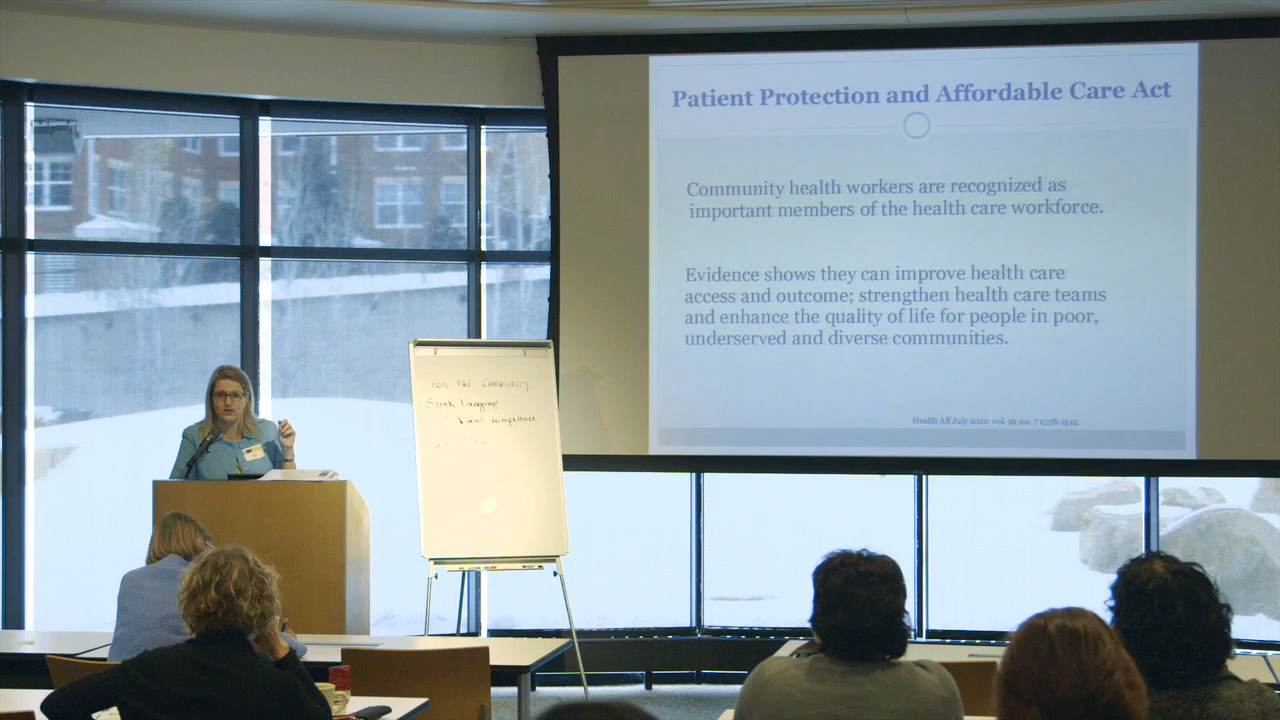 Patient Protection and Affordable Care Act
Community health workers are recognized as
important members of the health care workforce.
Evidence shows they can improve health care
access and outcome; strengthen health care teams
and enhance the quality of life for people in poor,
underserved and diverse communities.
Health Aff July 2010 vol. 29 no. 7 1338-1342
From the Community
Speak Language
competence